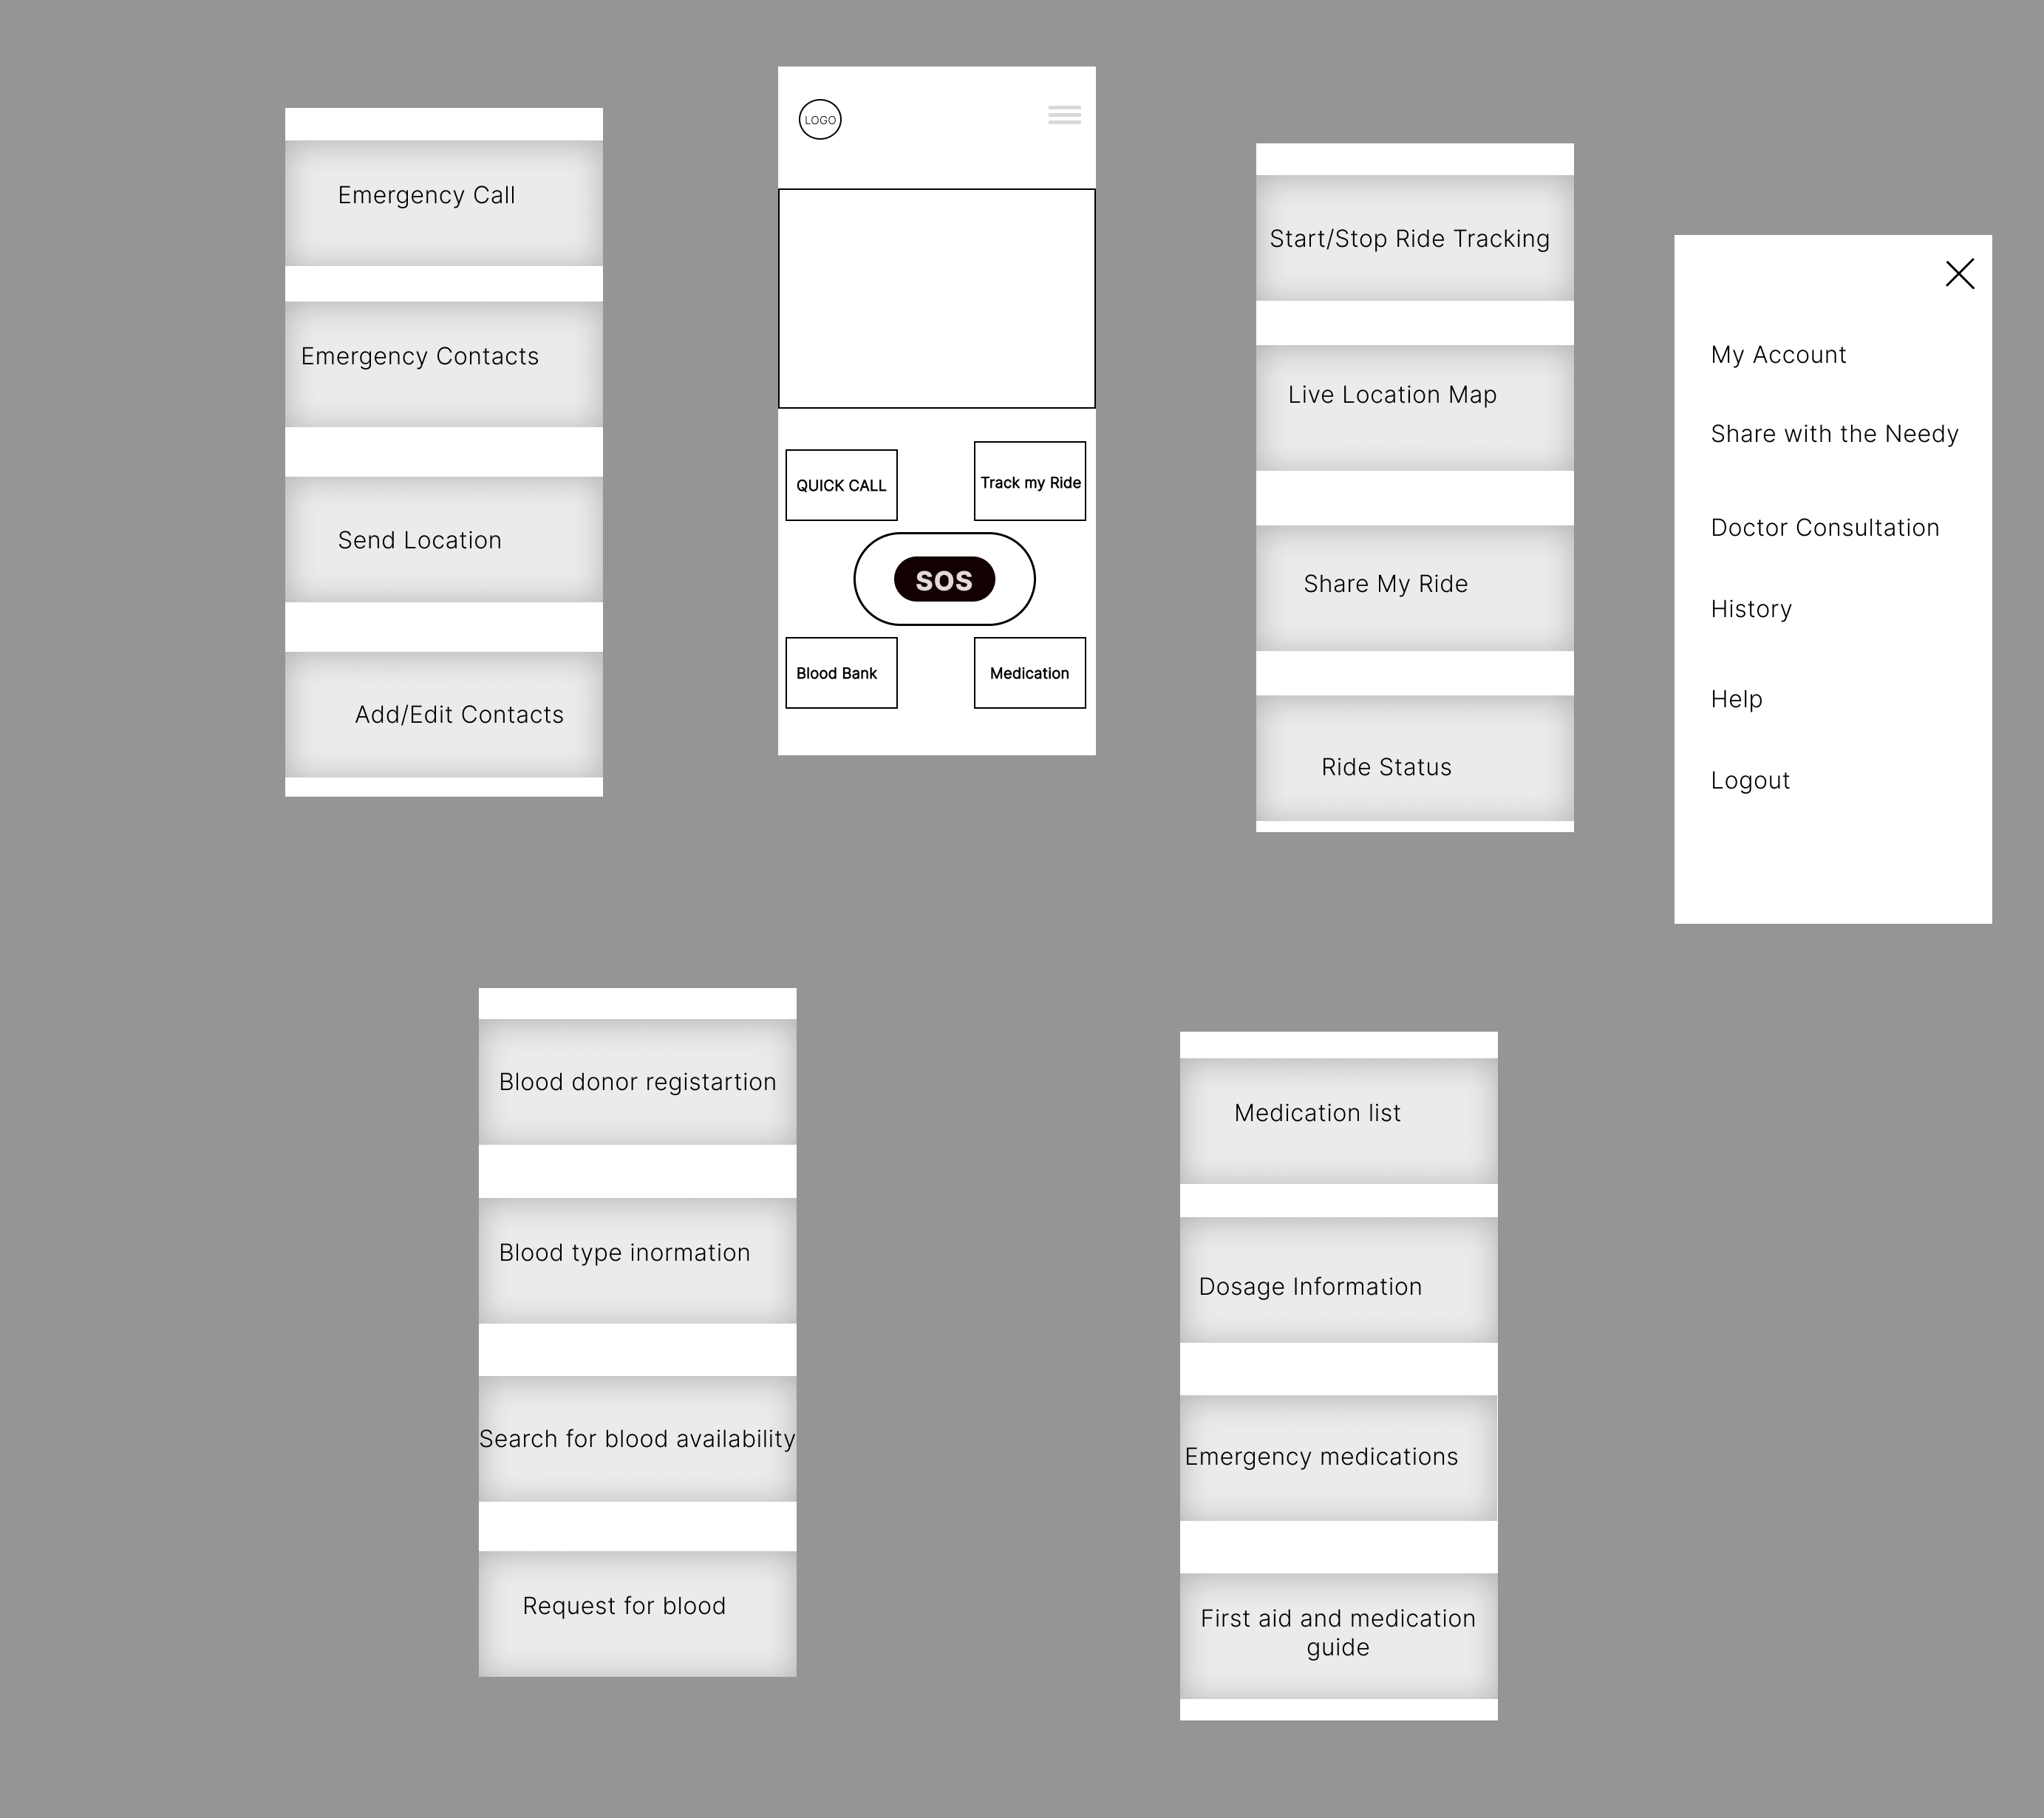 Emergency Call
Emergency Contacts
Send Location
Add/Edit Contacts
LOGO
QUICK CALL
Track my Ride
SOS
Blood Bank
Medication
Start/Stop Ride Tracking
Live Location Map
Share My Ride
Ride Status
My Account
Share with the Needy
Doctor Consultation
History
Help
Logout
Blood donor registartion
Blood type inormation
Search for blood availability
Request for blood
Medication list
Dosage Information
Emergency medications
First aid and medication
guide